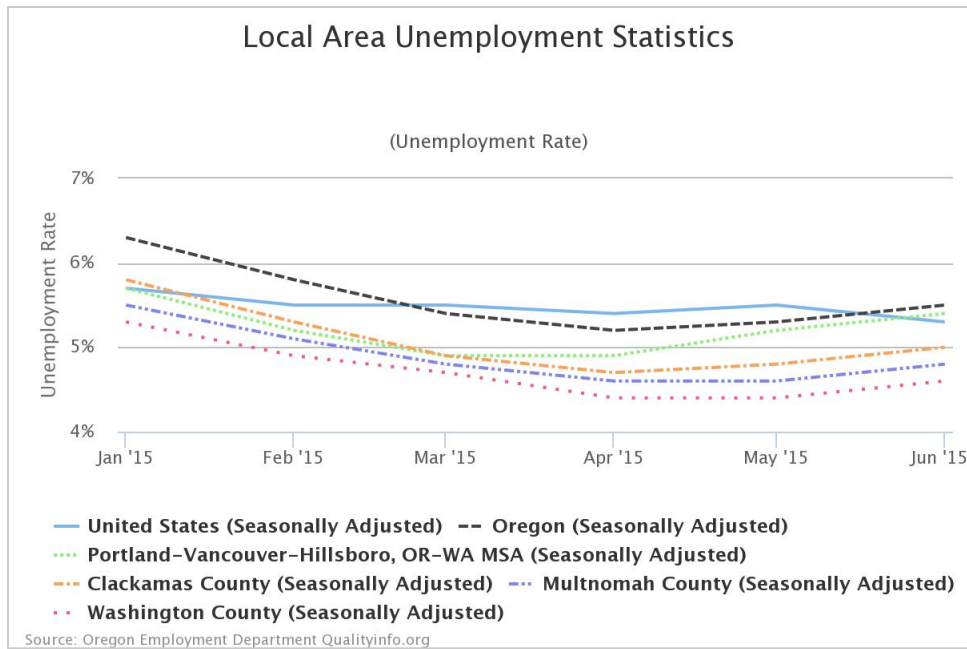 Local Area Unemployment Statistics
(Unemployment Rate)
Unemployment Rate
7%
6%
5%
4%
Jan '15 Feb '15 Mar '15 Apr '15 May '15 Jun '15
United States (Seasonally Adjusted) Oregon (Seasonally Adjusted)
Portland-Vancouver-Hillsboro, OR-WA MSA (Seasonally Adjusted)
Clackamas County (Seasonally Adjusted) Multnomah County (Seasonally Adjusted)
Washington County (Seasonally Adjusted)
Source: Oregon Employment Department Qualityinfo.org